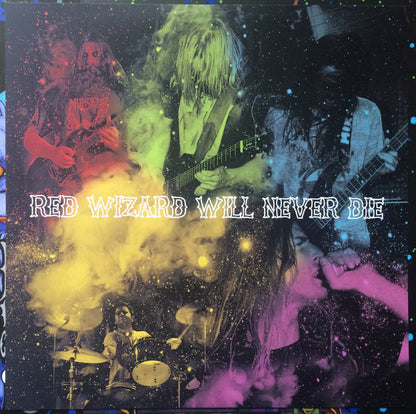 RED WIZARD WILL NEVER DIE